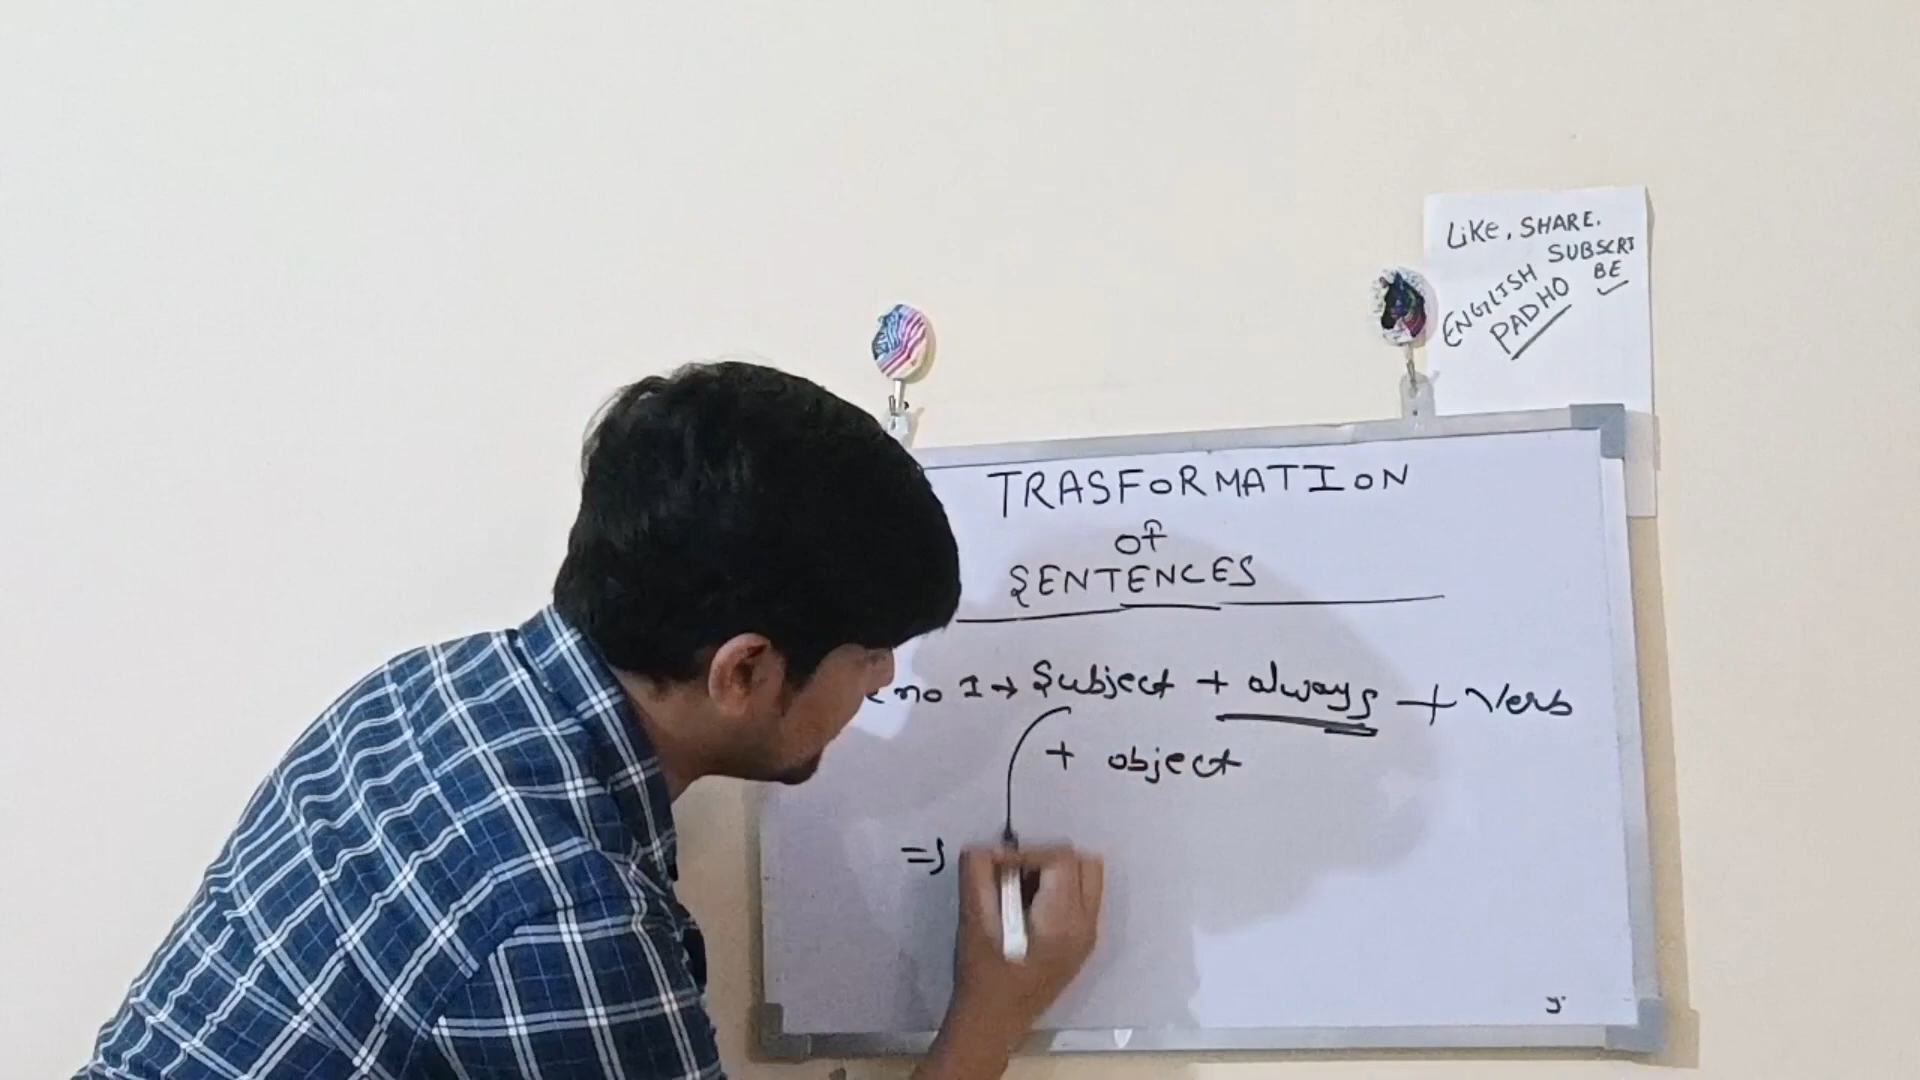 LIKE, SHARE.
SUBSCRI
BE
ENGLISH
PADHO
TRASFORMATION
of
SENTENCES
no 1 → Subject + always + Verb
+ object
⇒